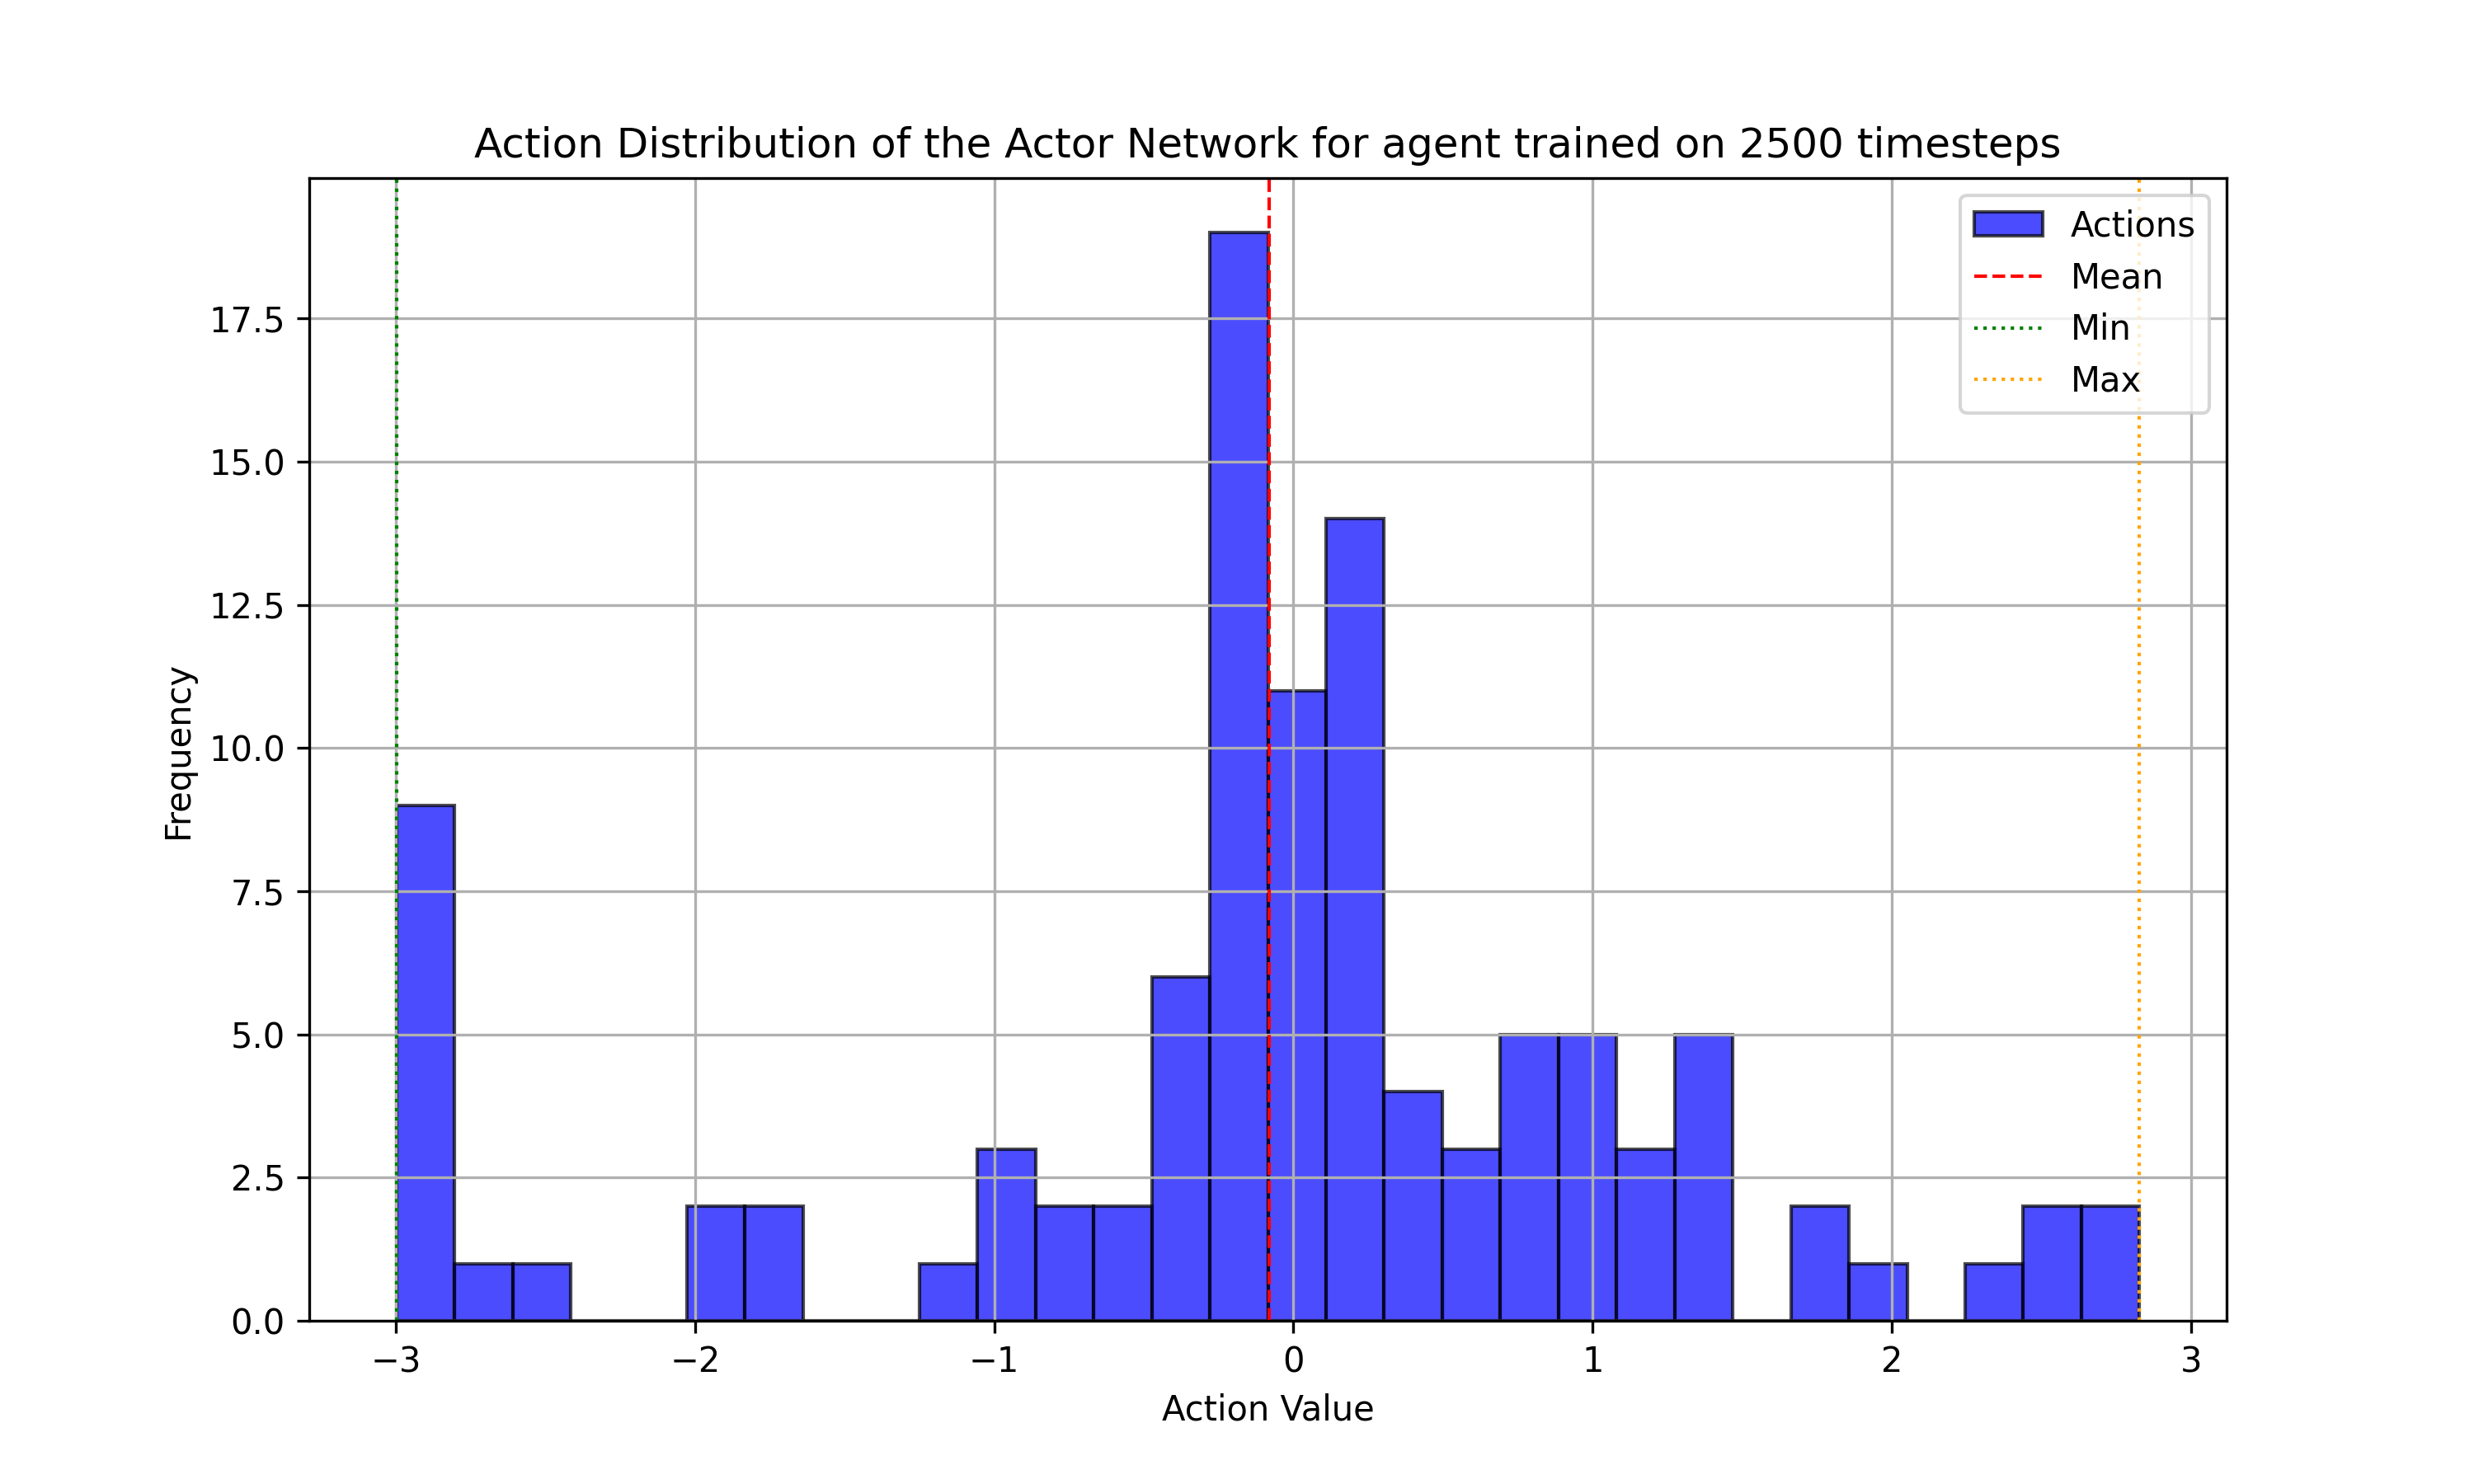 Action Distribution of the Actor Network for agent trained on 2500 timesteps
Actions
Mean
Min
Max
Frequency
17.5
15.0
12.5
10.0
7.5
5.0
2.5
0.0
−3 −2 −1 0 1 2 3
Action Value